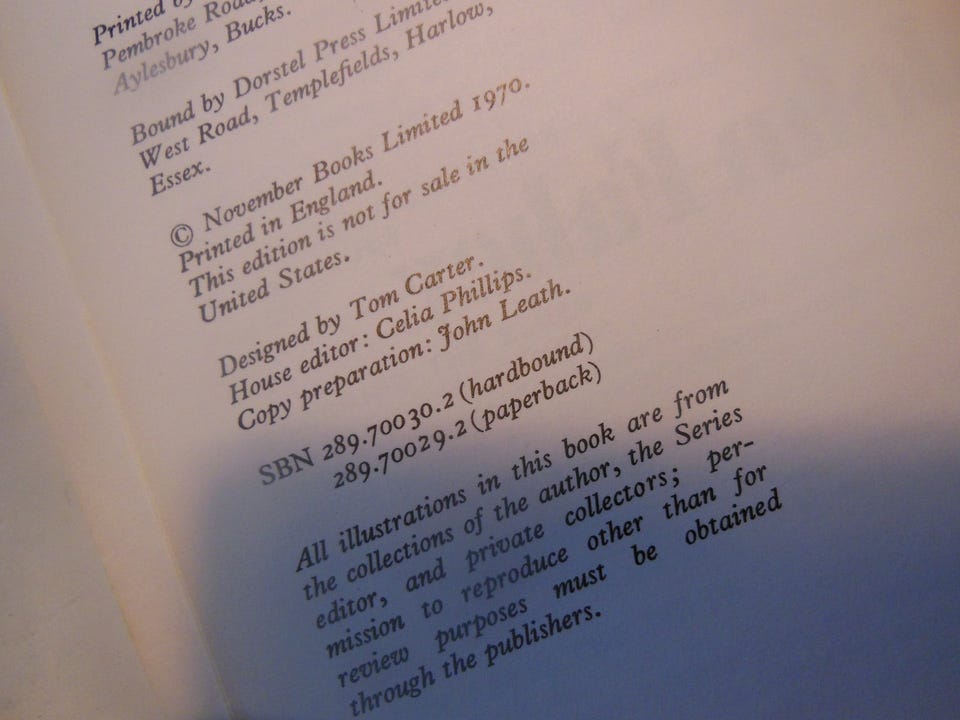 Printed by
Pembroke Road,
Aylesbury, Bucks.
Bound by Dorstel Press Limited
West Road, Templefields, Harlow,
Essex.
© November Books Limited 1970.
Printed in England.
This edition is not for sale in the
United States.
Designed by Tom Carter.
House editor: Celia Phillips.
Copy preparation: John Leath.
SBN 289.70030.2 (hardbound)
289.70029.2 (paperback)
All illustrations in this book are from
the collections of the author, the Series
editor, and private collectors; per-
mission to reproduce other than for
review purposes must be obtained
through the publishers.